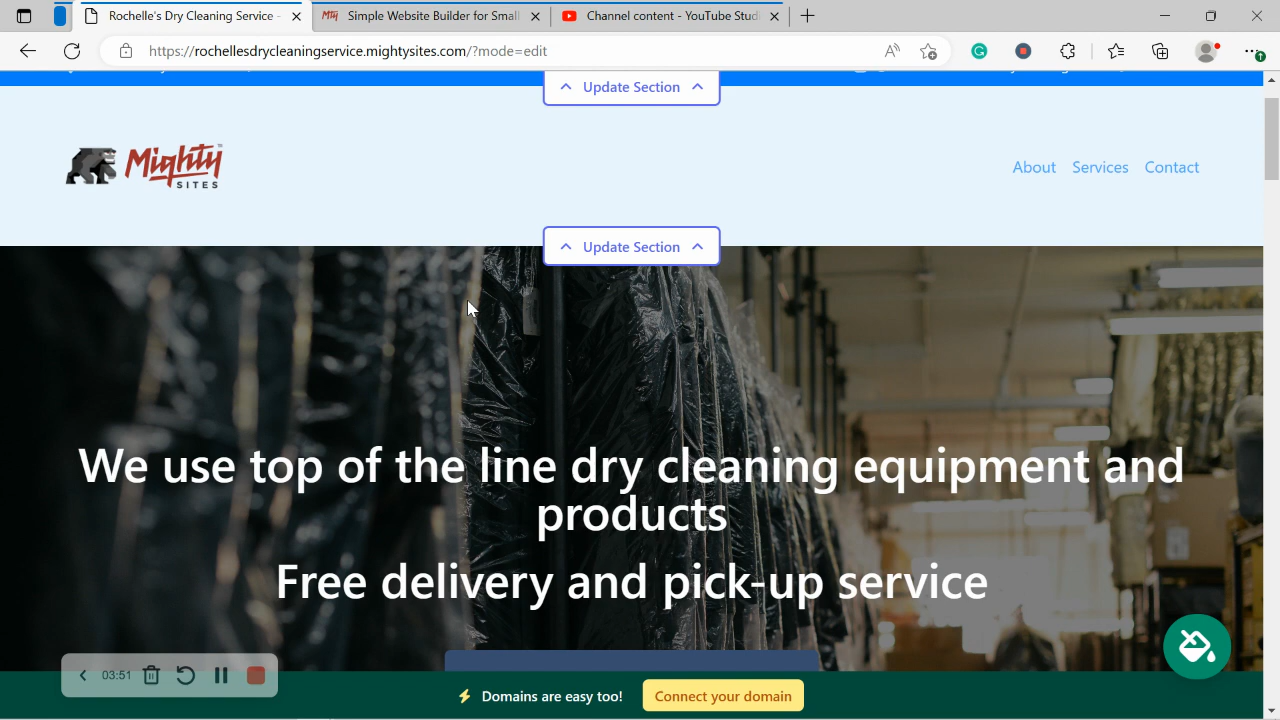 Rochelle's Dry Cleaning Service -
Simple Website Builder for Small
Channel content - YouTube Studi
https://rochellesdrycleaningservice.mightysites.com/?mode=edit
Update Section
Mighty
SITES
About Services Contact
Update Section
We use top of the line dry cleaning equipment and
products
Free delivery and pick-up service
03:51
Domains are easy too!
Connect your domain